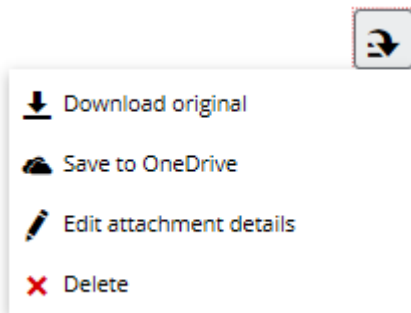 Download original
Save to OneDrive
Edit attachment details
Delete